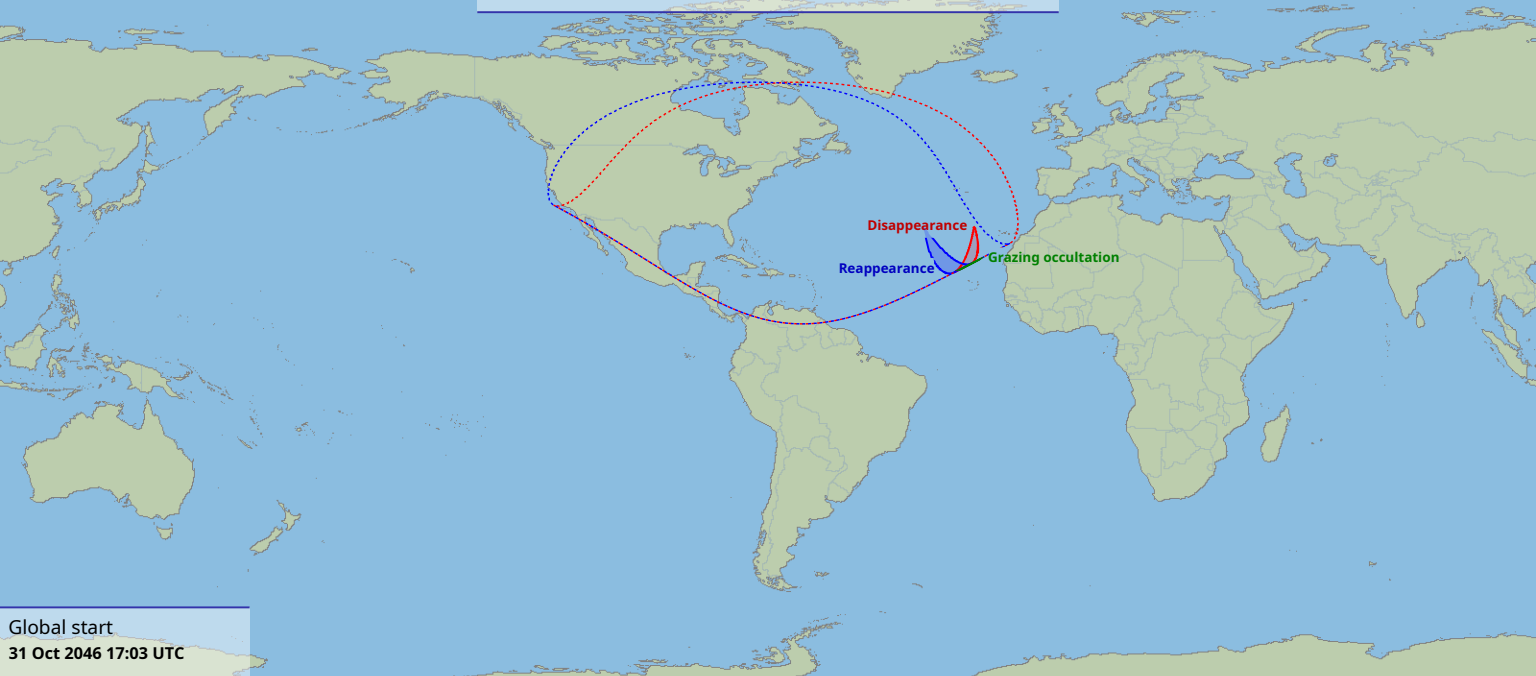 Disappearance
Grazing occultation
Reappearance
Global start
31 Oct 2046 17:03 UTC